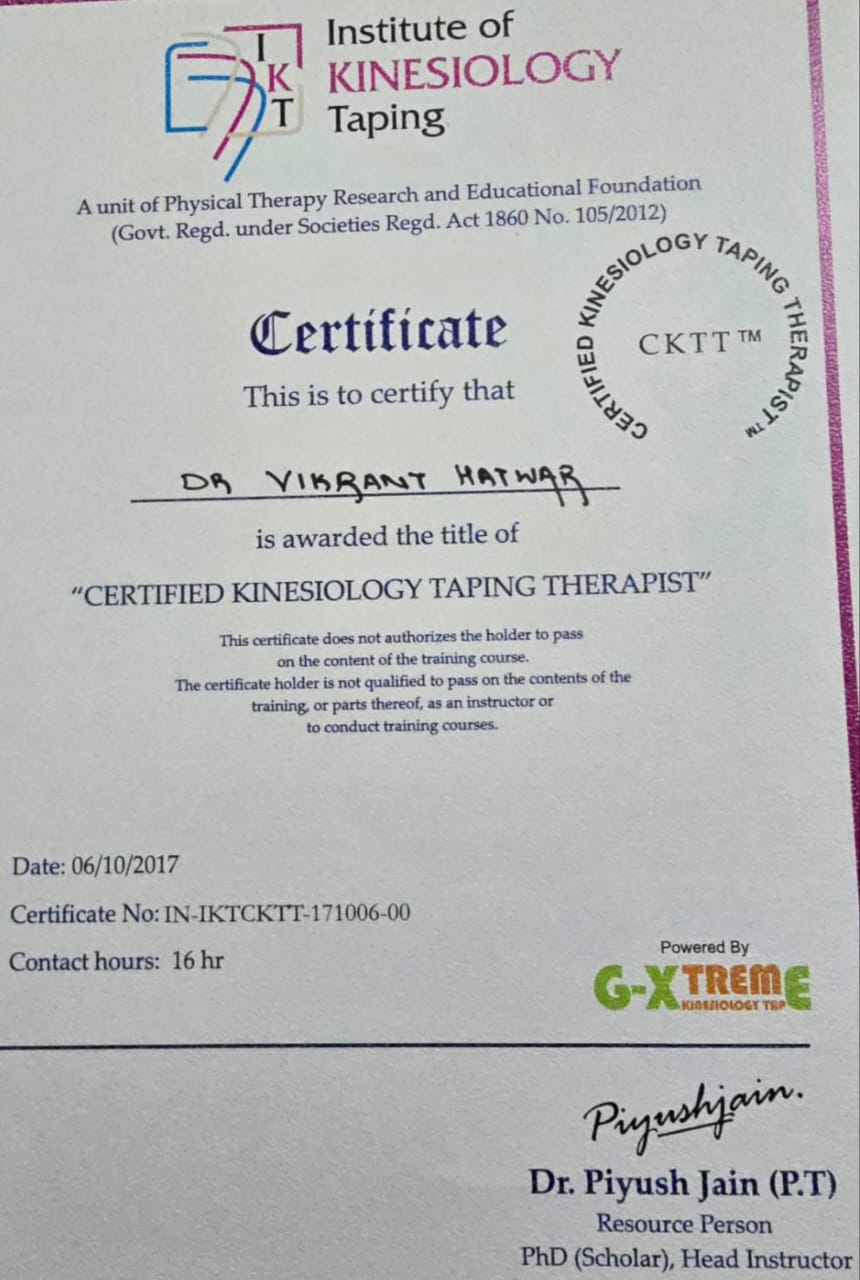 I
K
T
Institute of
KINESIOLOGY
Taping
A unit of Physical Therapy Research and Educational Foundation
(Govt. Regd. under Societies Regd. Act 1860 No. 105/2012)
CERTIFIED KINESIOLOGY TAPING THERAPIST™
CKTT™
Certificate
This is to certify that
DR VIKRANT HATWAR
is awarded the title of
“CERTIFIED KINESIOLOGY TAPING THERAPIST”
This certificate does not authorizes the holder to pass
on the content of the training course.
The certificate holder is not qualified to pass on the contents of the
training, or parts thereof, as an instructor or
to conduct training courses.
Date: 06/10/2017
Certificate No: IN-IKTCKTT-171006-00
Contact hours: 16 hr
Powered By
G-XTREME
KINESIOLOGY TAP
Piyushjain.
Dr. Piyush Jain (P.T)
Resource Person
PhD (Scholar), Head Instructor